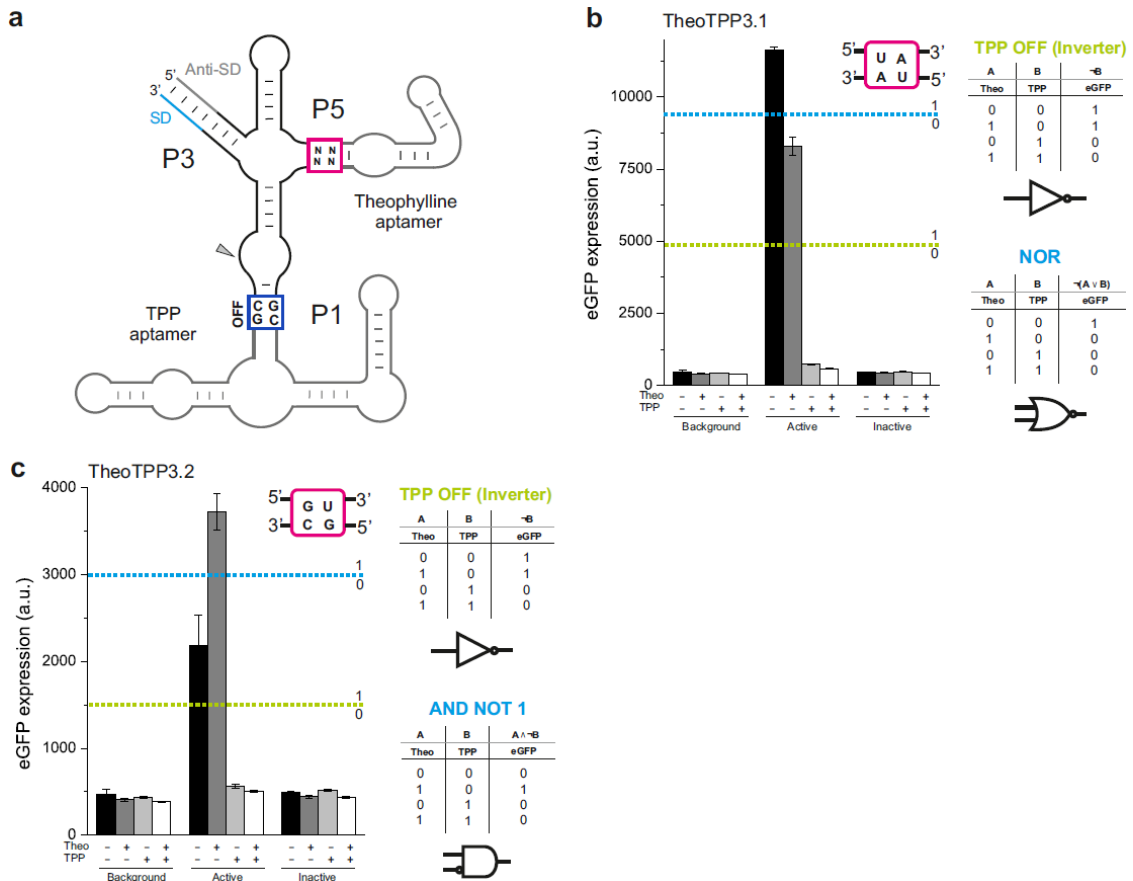 a
5'
Anti-SD
3'
SD
P5
N N
N N
P3
Theophylline
aptamer
OFF
C G
G C
P1
TPP
aptamer
b
TheoTPP3.1
eGFP expression (a.u.)
10000
7500
5000
2500
0
1
0
1
0
5' U A 3'
3' A U 5'
Theo - + - + - + - + - + - +
TPP - - + + - - + + - - + +
Background Active Inactive
TPP OFF (Inverter)
A B ¬B
Theo TPP eGFP
0 0 1
1 0 1
0 1 0
1 1 0
NOR
A B ¬(A ∨ B)
Theo TPP eGFP
0 0 1
1 0 0
0 1 0
1 1 0
c
TheoTPP3.2
eGFP expression (a.u.)
4000
3000
2000
1000
0
1
0
1
0
5' G U 3'
3' C G 5'
Theo - + - + - + - + - + - +
TPP - - + + - - + + - - + +
Background Active Inactive
TPP OFF (Inverter)
A B ¬B
Theo TPP eGFP
0 0 1
1 0 1
0 1 0
1 1 0
AND NOT 1
A B A ∧ ¬B
Theo TPP eGFP
0 0 0
1 0 1
0 1 0
1 1 0